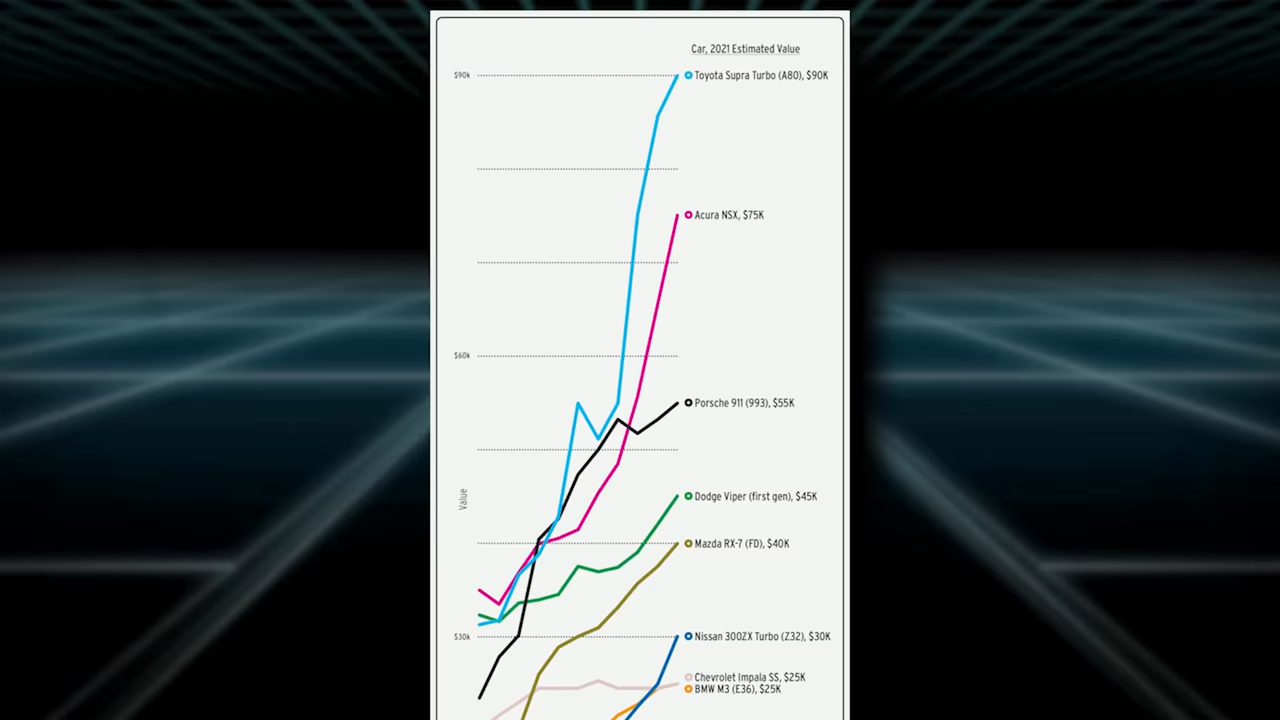 Car, 2021 Estimated Value
$90k
Toyota Supra Turbo (A80), $90K
Acura NSX, $75K
$60k
Porsche 911 (993), $55K
Value
Dodge Viper (first gen), $45K
Mazda RX-7 (FD), $40K
$30k
Nissan 300ZX Turbo (Z32), $30K
Chevrolet Impala SS, $25K
BMW M3 (E36), $25K